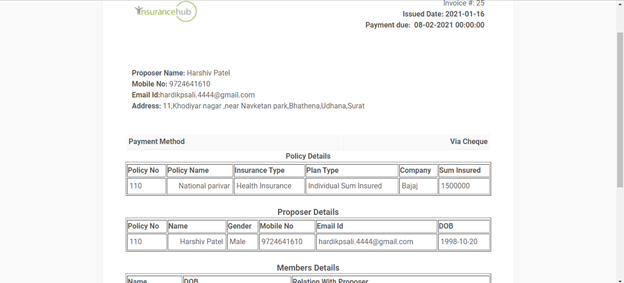 insurancehub
Invoice #: 25
Issued Date: 2021-01-16
Payment due: 08-02-2021 00:00:00
Proposer Name: Harshiv Patel
Mobile No: 9724641610
Email Id:hardikpsali.4444@gmail.com
Address: 11,Khodiyar nagar ,near Navketan park,Bhathena,Udhana,Surat
Payment Method Via Cheque
Policy Details
Policy No Policy Name Insurance Type Plan Type Company Sum Insured
110 National parivar Health Insurance Individual Sum Insured Bajaj 1500000
Proposer Details
Policy No Name Gender Mobile No Email Id DOB
110 Harshiv Patel Male 9724641610 hardikpsali.4444@gmail.com 1998-10-20
Members Details
Name DOB Relation With Proposer